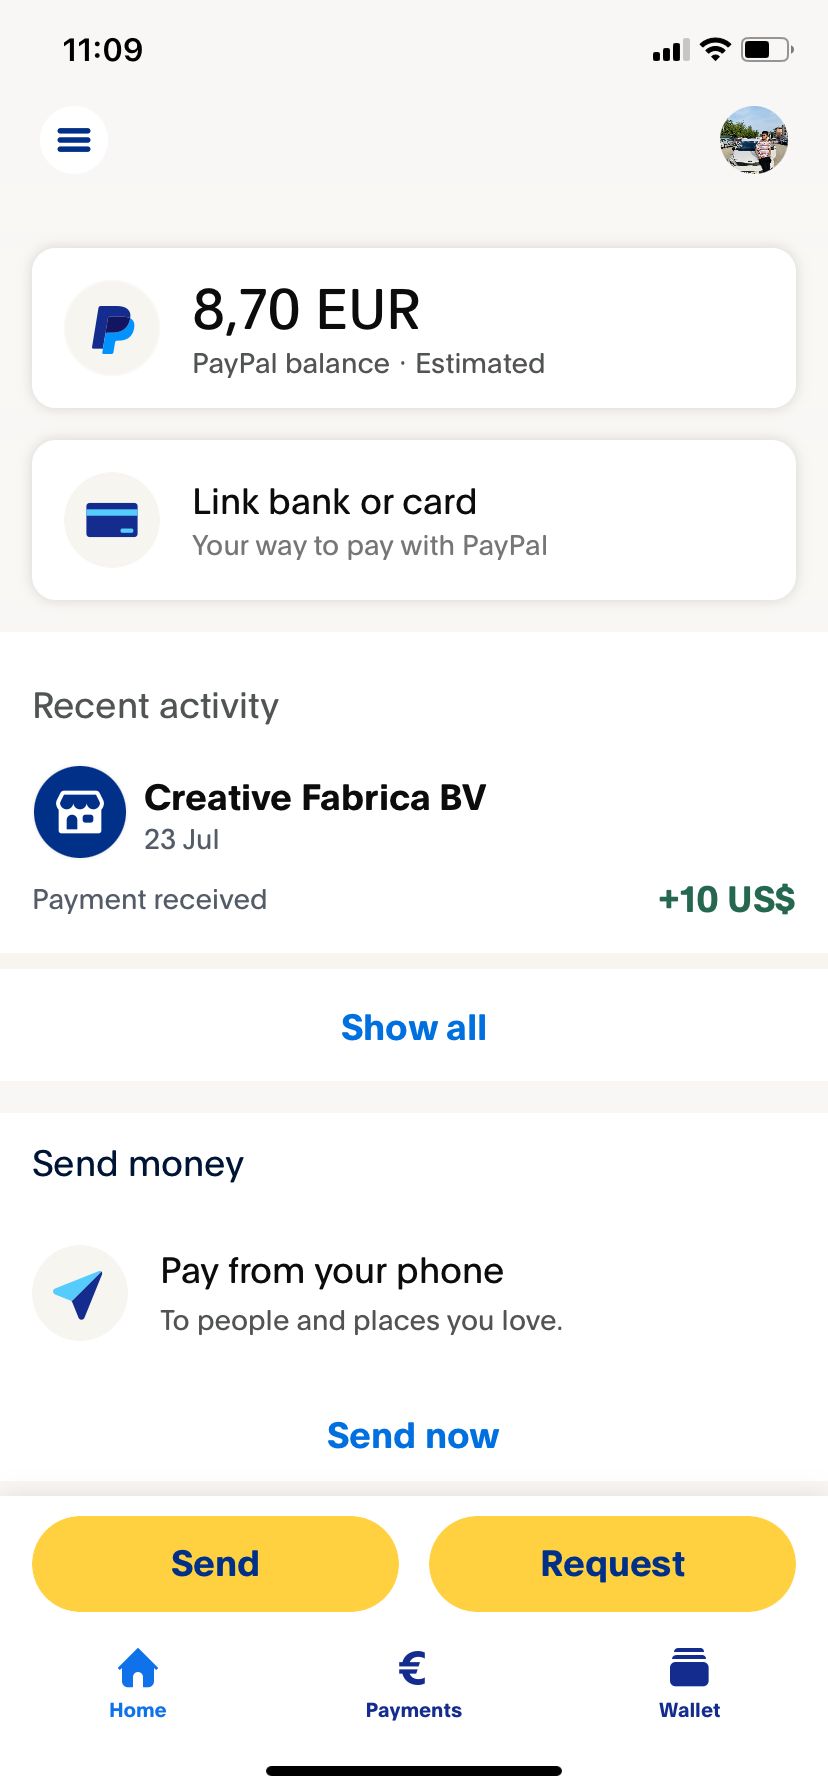 11:09
8,70 EUR
PayPal balance · Estimated
Link bank or card
Your way to pay with PayPal
Recent activity
Creative Fabrica BV
23 Jul
Payment received
+10 US$
Show all
Send money
Pay from your phone
To people and places you love.
Send now
Send
Request
Home
Payments
Wallet